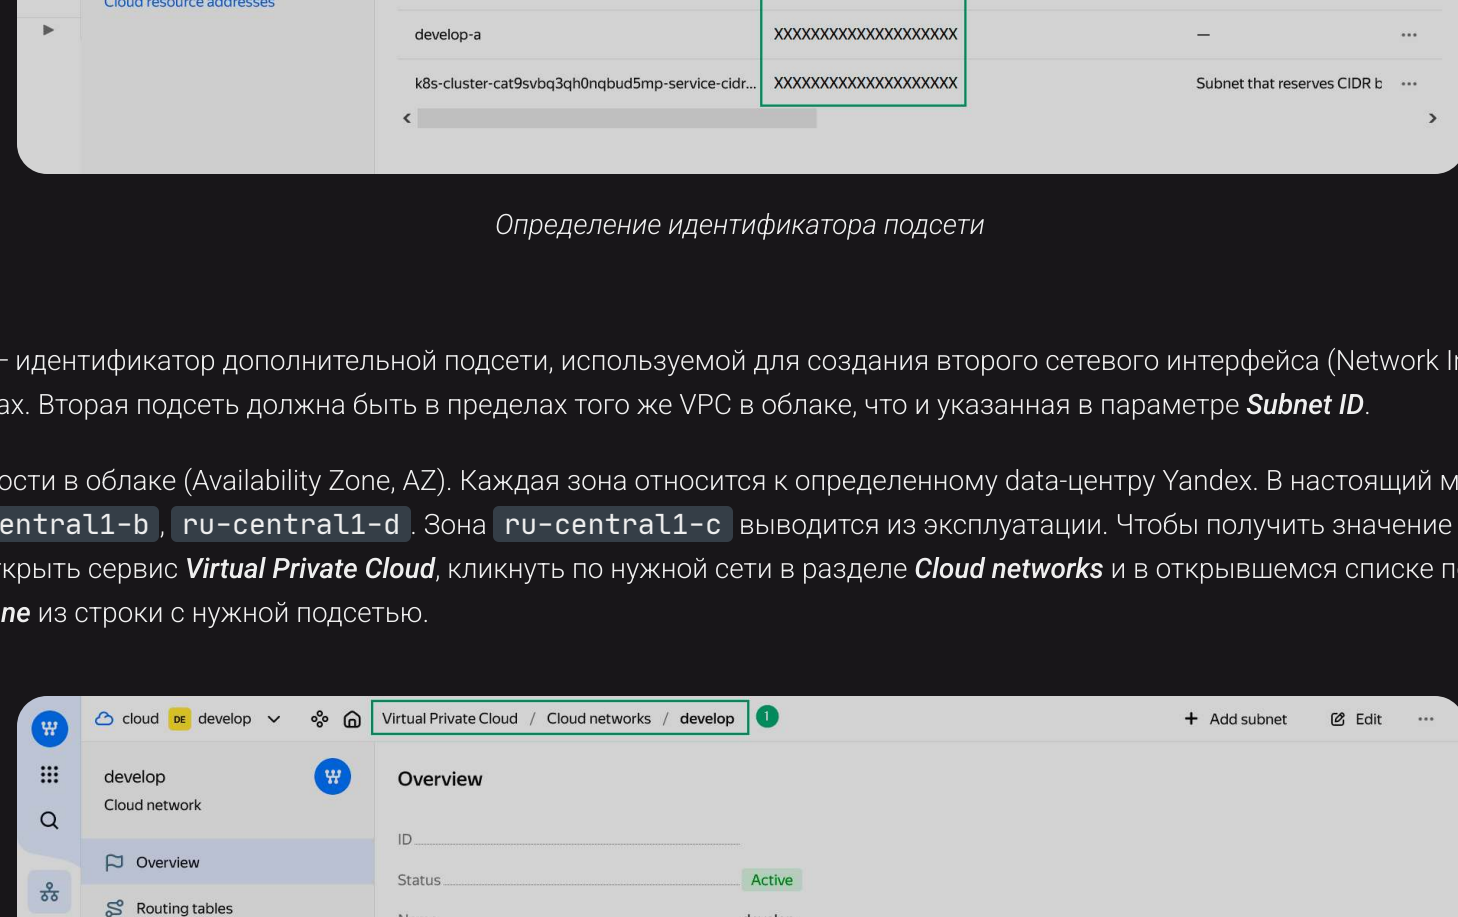 Cloud resource addresses
develop-a XXXXXXXXXXXXXXXXXXXX — ...
k8s-cluster-cat9svbq3qh0nqbud5mp-service-cidr... XXXXXXXXXXXXXXXXXXXX Subnet that reserves CIDR b ...
Определение идентификатора подсети
– идентификатор дополнительной подсети, используемой для создания второго сетевого интерфейса (Network I
ах. Вторая подсеть должна быть в пределах того же VPC в облаке, что и указанная в параметре Subnet ID.
ости в облаке (Availability Zone, AZ). Каждая зона относится к определенному data-центру Yandex. В настоящий м
entral1-b, ru-central1-d. Зона ru-central1-c выводится из эксплуатации. Чтобы получить значение
крыть сервис Virtual Private Cloud, кликнуть по нужной сети в разделе Cloud networks и в открывшемся списке п
ne из строки с нужной подсетью.
cloud DE develop Virtual Private Cloud / Cloud networks / develop 1 + Add subnet Edit ...
develop
Overview
Cloud network
ID
Overview
Status Active
Routing tables